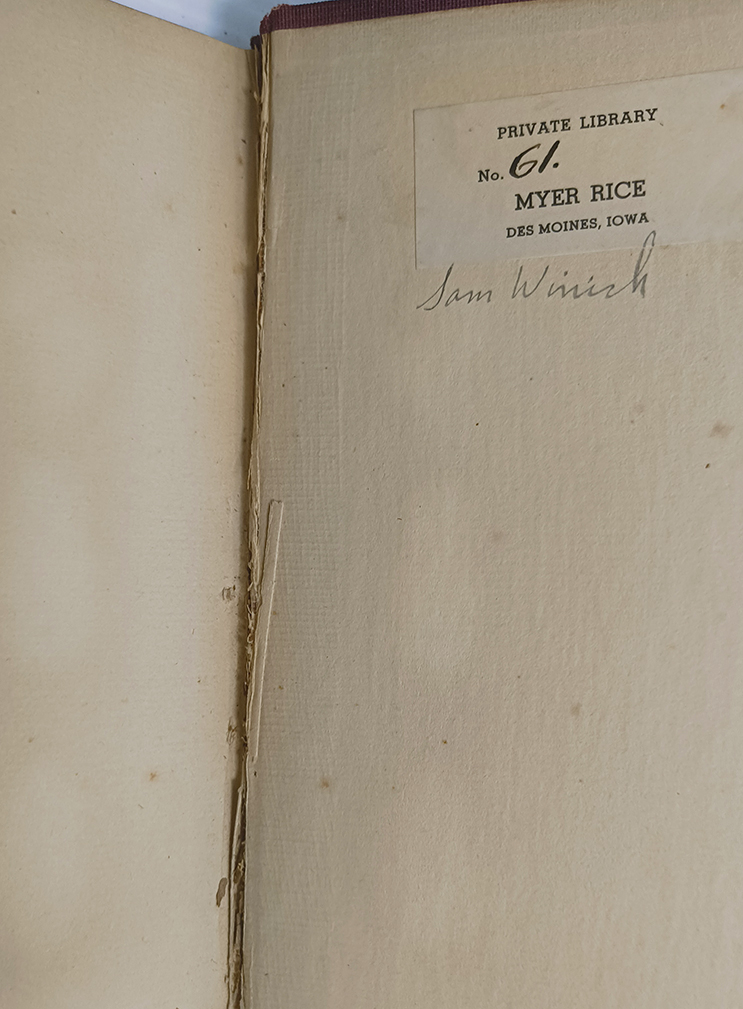 PRIVATE LIBRARY
No. 61.
MYER RICE
DES MOINES, IOWA
Sam Winick